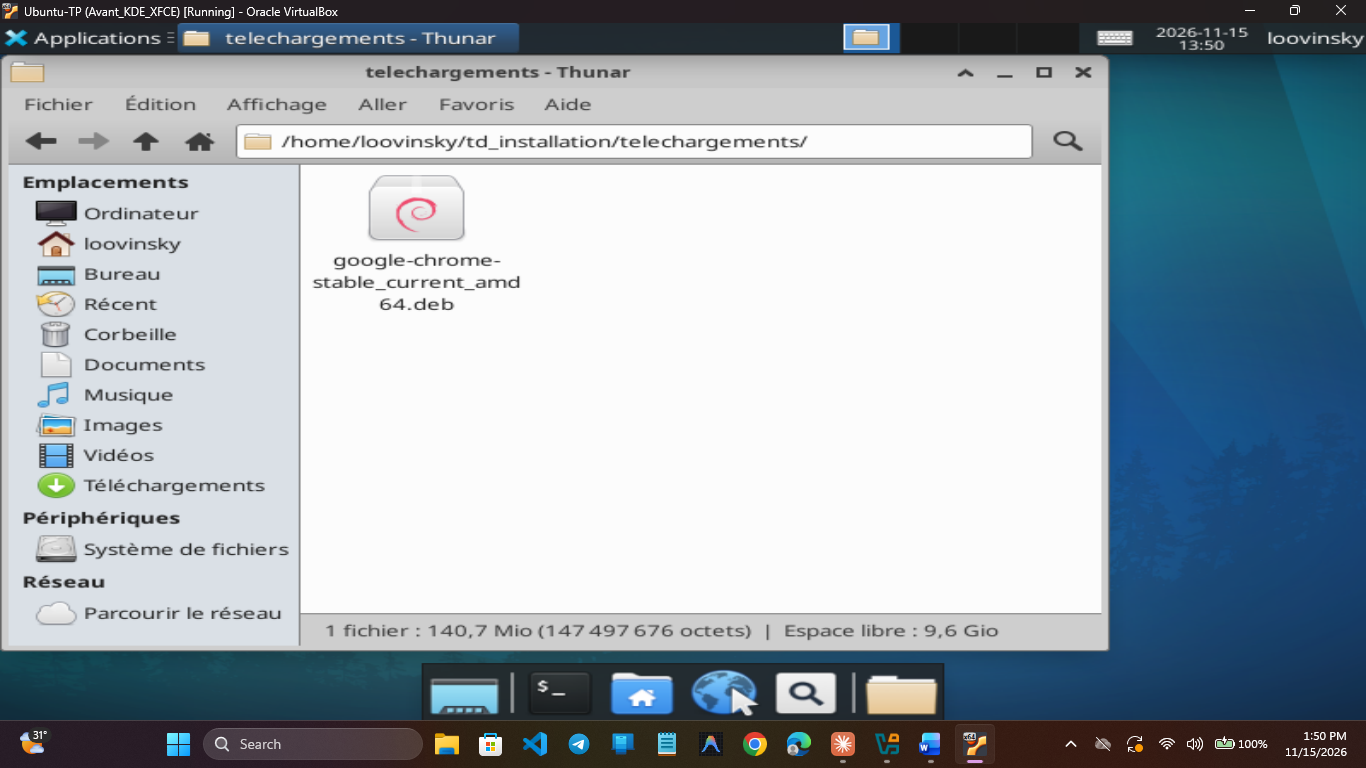 Ubuntu-TP (Avant_KDE_XFCE) [Running] - Oracle VirtualBox
Applications
telechargements - Thunar
2026-11-15
13:50
loovinsky
telechargements - Thunar
Fichier Édition Affichage Aller Favoris Aide
/home/loovinsky/td_installation/telechargements/
Emplacements
Ordinateur
loovinsky
Bureau
Récent
Corbeille
Documents
Musique
Images
Vidéos
Téléchargements
Périphériques
Système de fichiers
Réseau
Parcourir le réseau
google-chrome-
stable_current_amd
64.deb
1 fichier : 140,7 Mio (147 497 676 octets) | Espace libre : 9,6 Gio
$_
31°
Search
100%
1:50 PM
11/15/2026